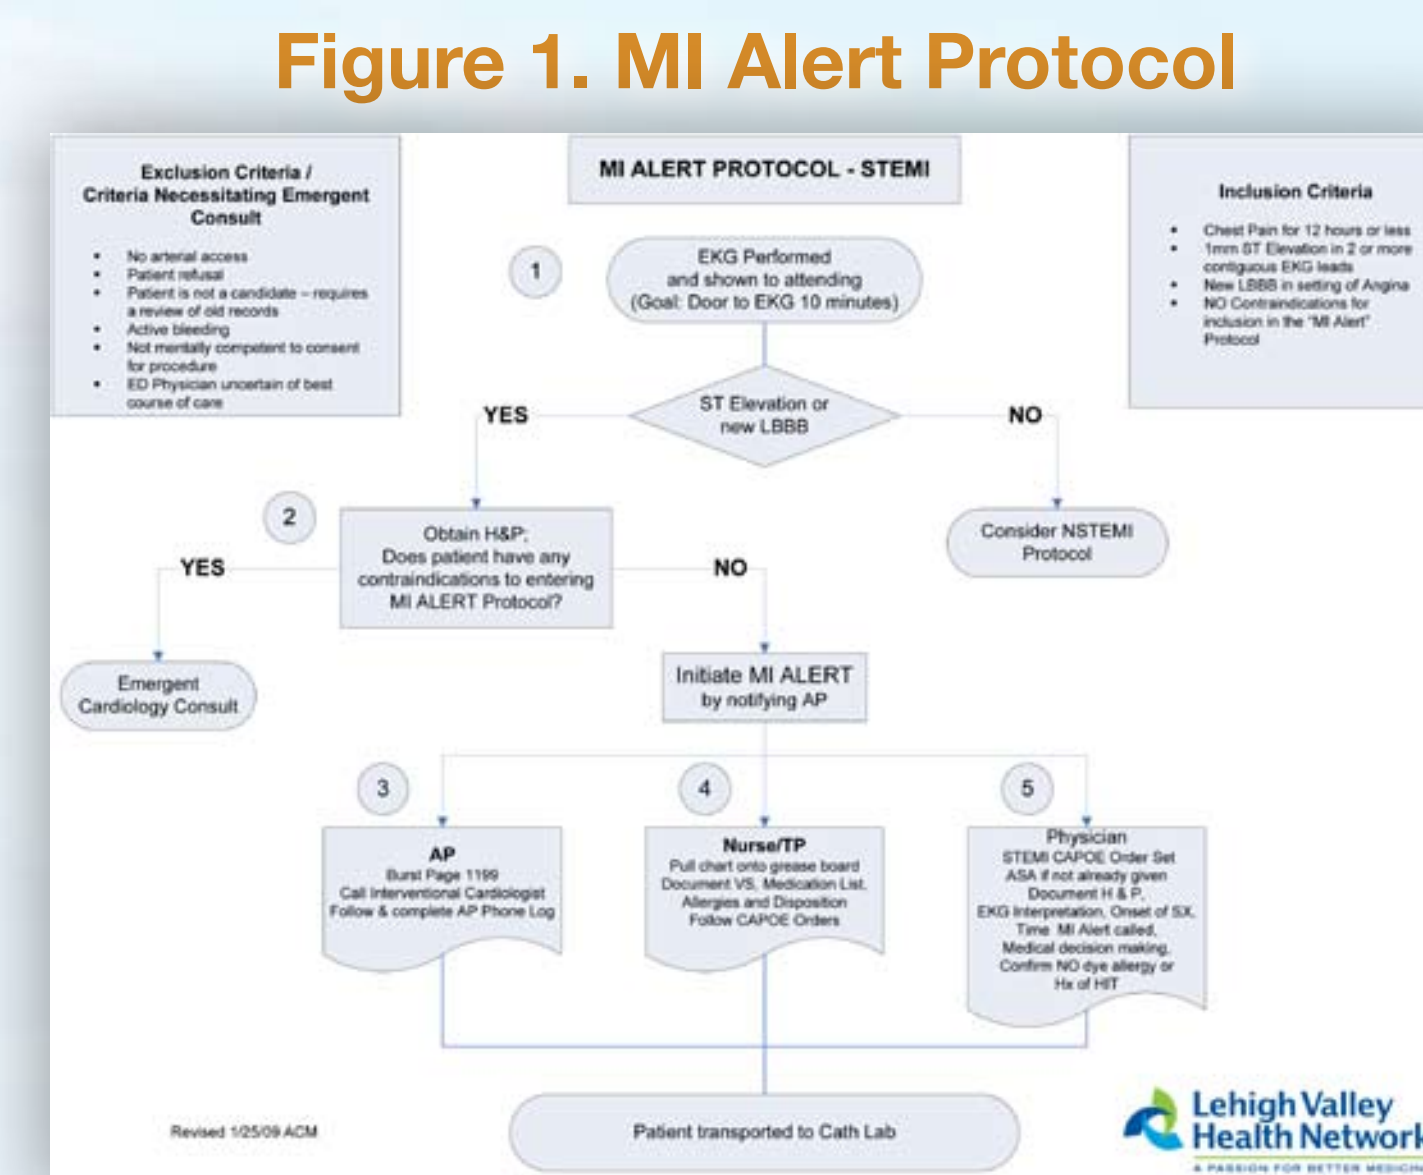 Figure 1. MI Alert Protocol
Exclusion Criteria /
Criteria Necessitating Emergent
Consult
• No arterial access
• Patient refusal
• Patient is not a candidate – requires
a review of old records
• Active bleeding
• Not mentally competent to consent
for procedure
• ED Physician uncertain of best
course of care
MI ALERT PROTOCOL - STEMI
Inclusion Criteria
• Chest Pain for 12 hours or less
• 1mm ST Elevation in 2 or more
contiguous EKG leads
• New LBBB in setting of Angina
• NO Contraindications for
inclusion in the "MI Alert"
Protocol
1
EKG Performed
and shown to attending
(Goal: Door to EKG 10 minutes)
ST Elevation or
new LBBB
YES
NO
2
Obtain H&P;
Does patient have any
contraindications to entering
MI ALERT Protocol?
Consider NSTEMI
Protocol
YES
NO
Emergent
Cardiology Consult
Initiate MI ALERT
by notifying AP
3
AP
Burst Page 1199
Call Interventional Cardiologist
Follow & complete AP Phone Log
4
Nurse/TP
Pull chart onto grease board
Document VS, Medication List,
Allergies and Disposition
Follow CAPOE Orders
5
Physician
STEMI CAPOE Order Set
ASA if not already given
Document H & P,
EKG Interpretation, Onset of SX,
Time MI Alert called,
Medical decision making,
Confirm NO dye allergy or
Hx of HIT
Patient transported to Cath Lab
Revised 1/25/09 ACM
Lehigh Valley
Health Network
A PASSION FOR BETTER MEDICINE